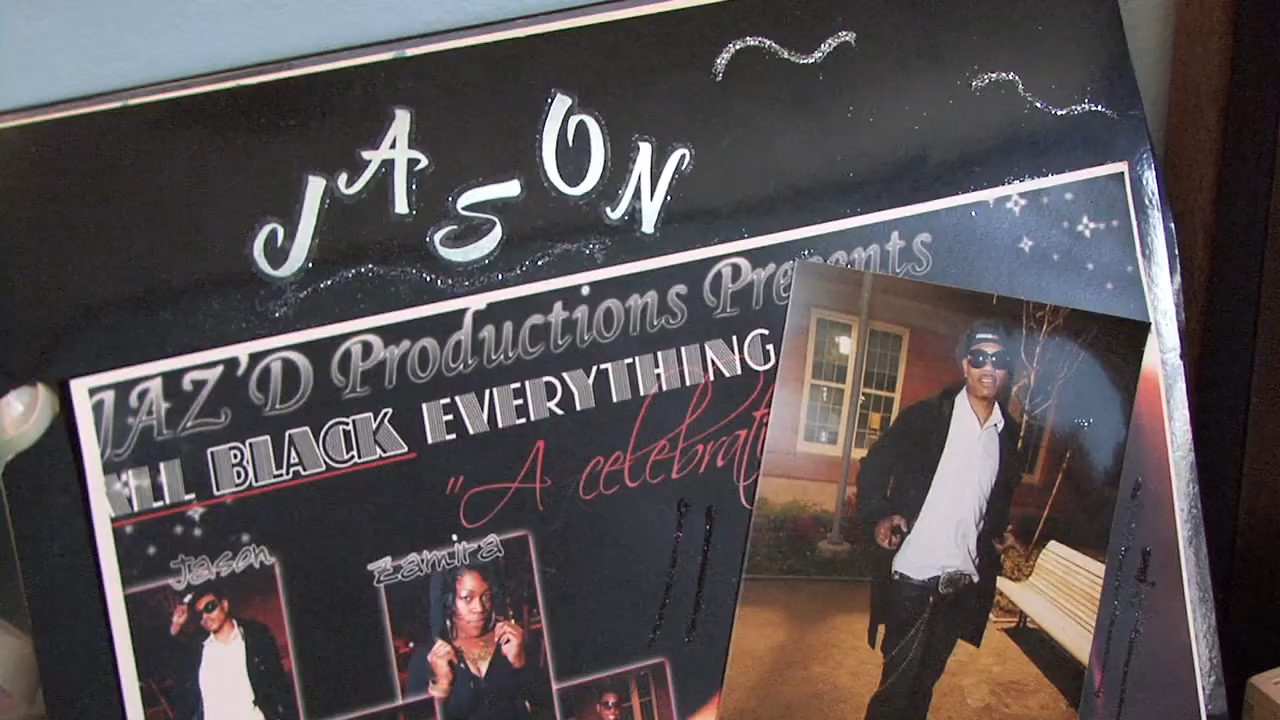 JASON
JAZ'D Productions Presents
ALL BLACK EVERYTHING
"A celebrati
Jason
Zamira